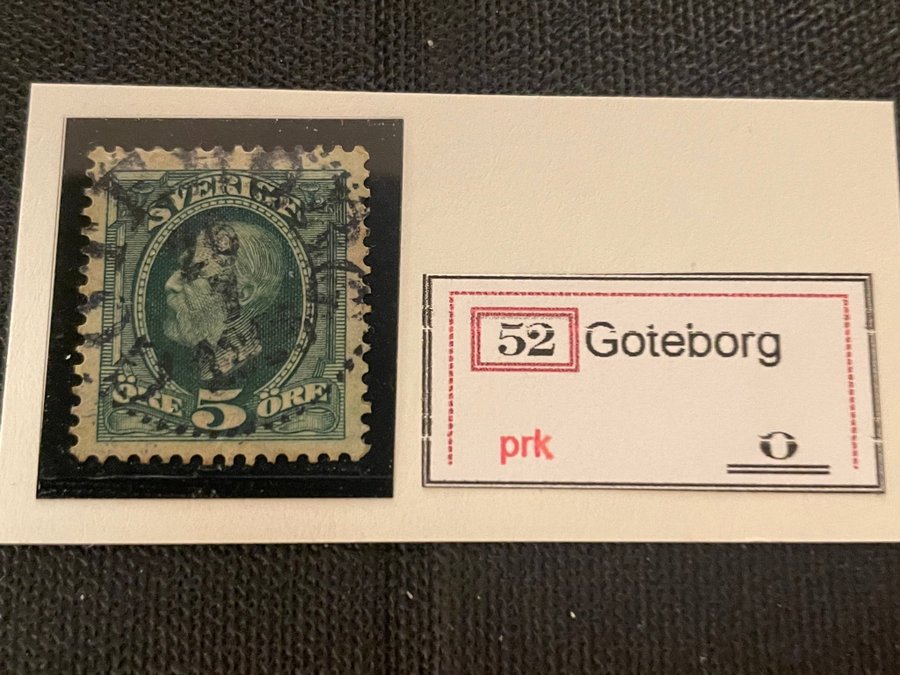 SVERIGE
ÖRE 5 ÖRE
52 Goteborg
prk
0